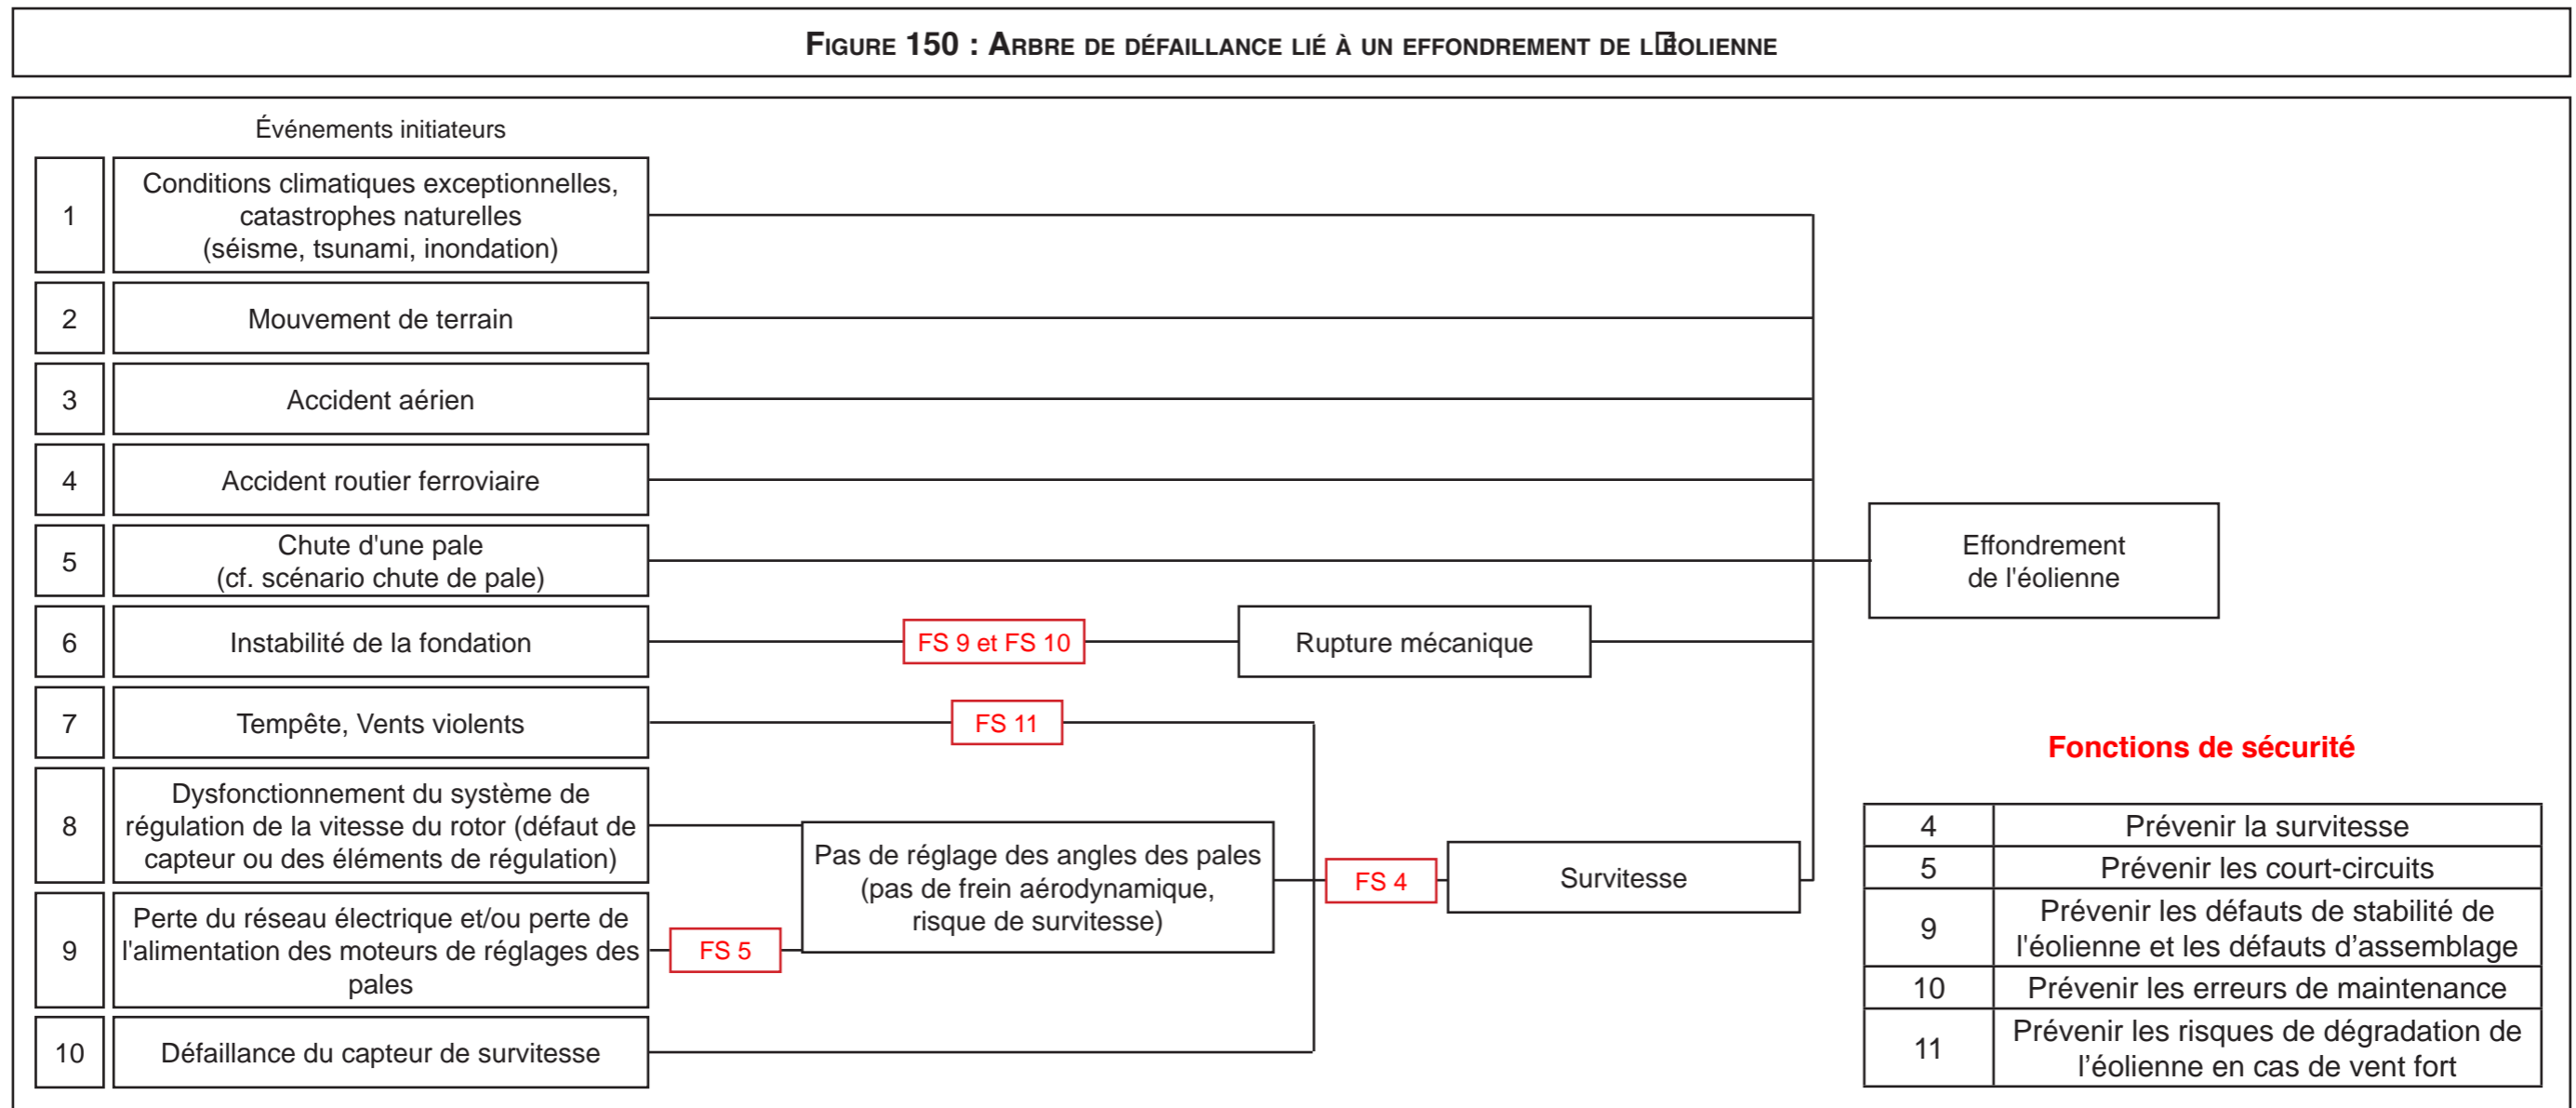 FIGURE 150 : ARBRE DE DÉFAILLANCE LIÉ À UN EFFONDREMENT DE L□ÉOLIENNE
Événements initiateurs
1
Conditions climatiques exceptionnelles,
catastrophes naturelles
(séisme, tsunami, inondation)
2
Mouvement de terrain
3
Accident aérien
4
Accident routier ferroviaire
5
Chute d'une pale
(cf. scénario chute de pale)
6
Instabilité de la fondation
FS 9 et FS 10
Rupture mécanique
7
Tempête, Vents violents
FS 11
8
Dysfonctionnement du système de
régulation de la vitesse du rotor (défaut de
capteur ou des éléments de régulation)
9
Perte du réseau électrique et/ou perte de
l'alimentation des moteurs de réglages des
pales
FS 5
Pas de réglage des angles des pales
(pas de frein aérodynamique,
risque de survitesse)
FS 4
Survitesse
10
Défaillance du capteur de survitesse
Effondrement
de l'éolienne
Fonctions de sécurité
4 Prévenir la survitesse
5 Prévenir les court-circuits
9 Prévenir les défauts de stabilité de
l'éolienne et les défauts d’assemblage
10 Prévenir les erreurs de maintenance
11 Prévenir les risques de dégradation de
l’éolienne en cas de vent fort